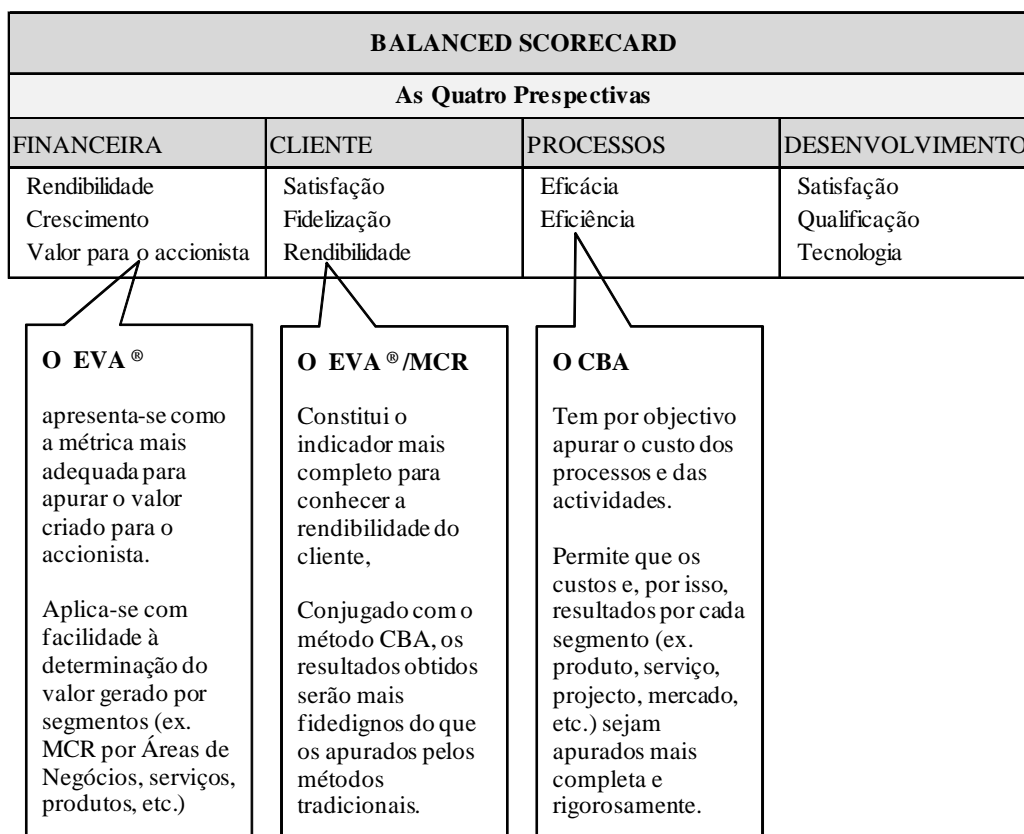 BALANCED SCORECARD
As Quatro Prespectivas
FINANCEIRA
CLIENTE
PROCESSOS
DESENVOLVIMENTO
Rendibilidade
Crescimento
Valor para o accionista
Satisfação
Fidelização
Rendibilidade
Eficácia
Eficiência
Satisfação
Qualificação
Tecnologia
O EVA ®
apresenta-se como
a métrica mais
adequada para
apurar o valor
criado para o
accionista.
Aplica-se com
facilidade à
determinação do
valor gerado por
segmentos (ex.
MCR por Áreas de
Negócios, serviços,
produtos, etc.)
O EVA ®/MCR
Constitui o
indicador mais
completo para
conhecer a
rendibilidade do
cliente,
Conjugado com o
método CBA, os
resultados obtidos
serão mais
fidedignos do que
os apurados pelos
métodos
tradicionais.
O CBA
Tem por objectivo
apurar o custo dos
processos e das
actividades.
Permite que os
custos e, por isso,
resultados por cada
segmento (ex.
produto, serviço,
projecto, mercado,
etc.) sejam
apurados mais
completa e
rigorosamente.